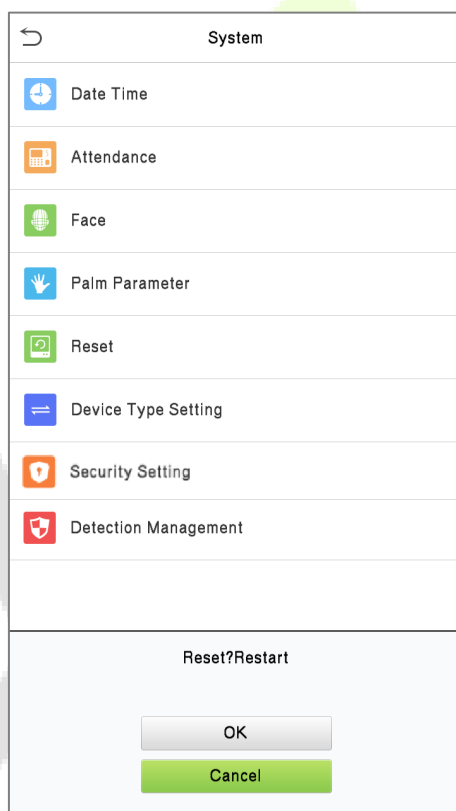 System
Date Time
Attendance
Face
Palm Parameter
Reset
Device Type Setting
Security Setting
Detection Management
Reset?Restart
OK
Cancel